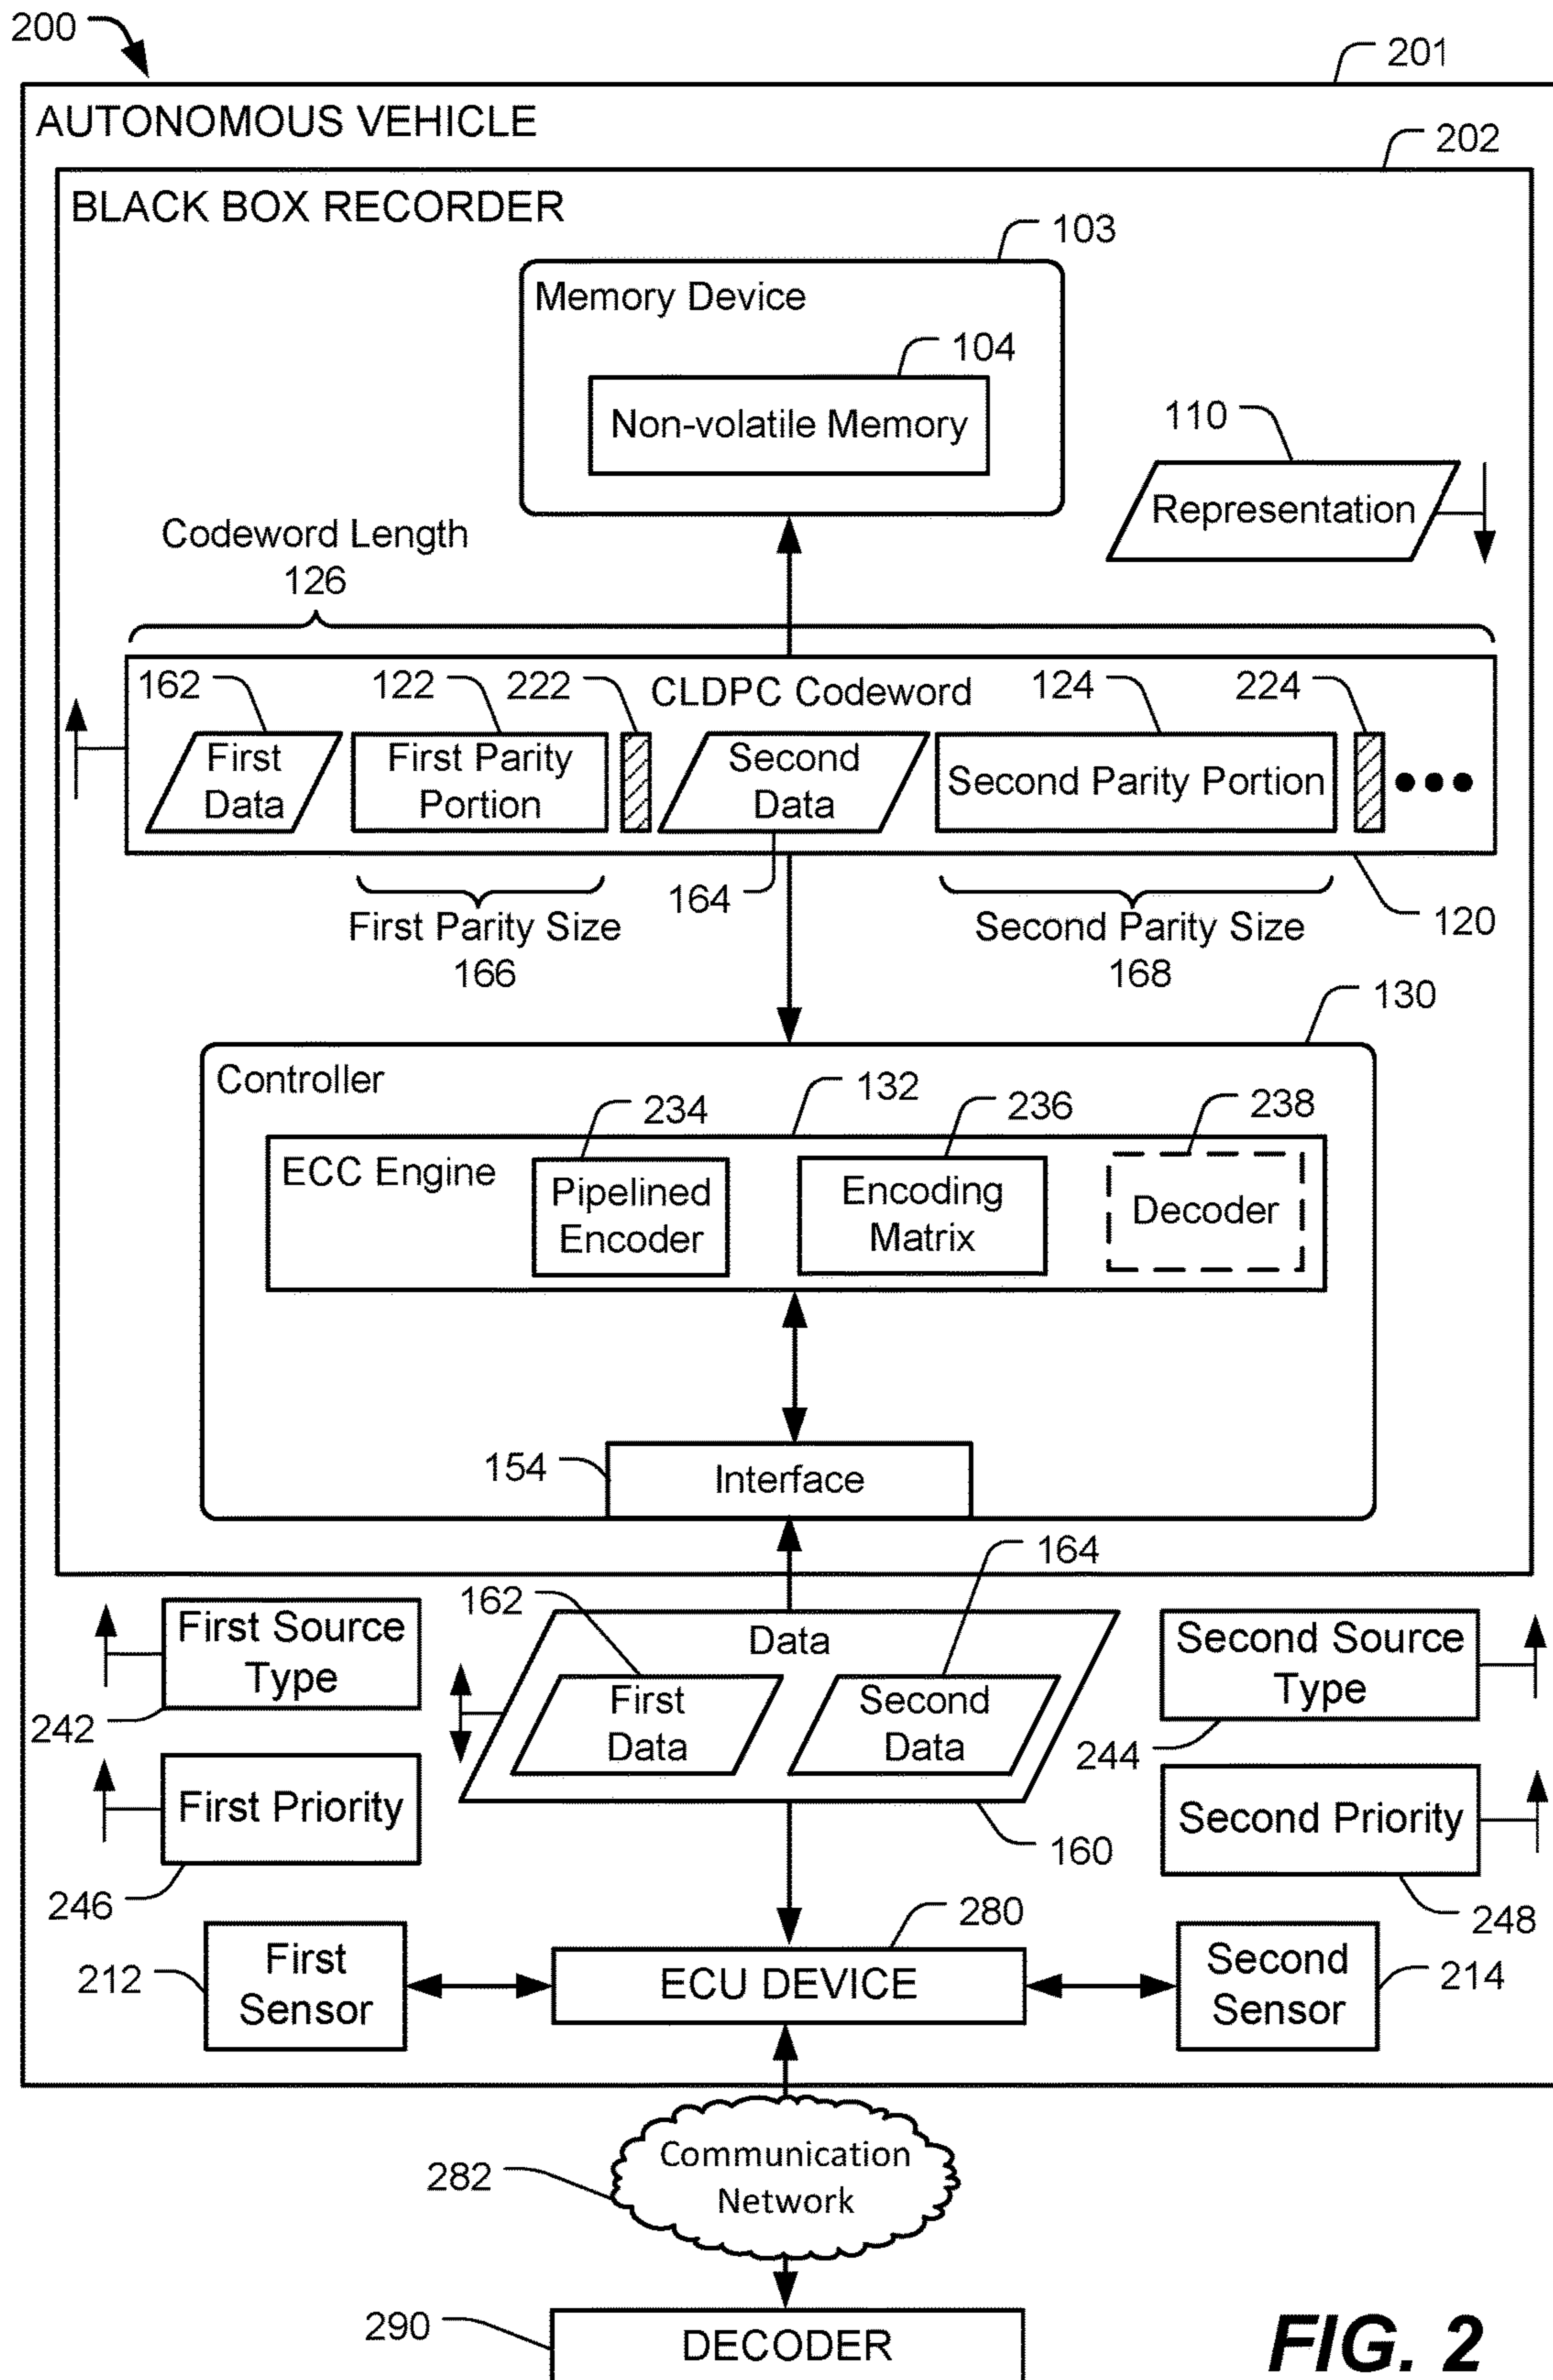 200
201
AUTONOMOUS VEHICLE
202
BLACK BOX RECORDER
103
Memory Device
104
Non-volatile Memory
110
Representation
Codeword Length
126
162
122
222
CLDPC Codeword
124
224
First
Data
First Parity
Portion
Second
Data
Second Parity Portion
164
First Parity Size
166
Second Parity Size
168
120
130
Controller
132
234
236
238
ECC Engine
Pipelined
Encoder
Encoding
Matrix
Decoder
154
Interface
164
162
First Source
Type
242
Data
First
Data
Second
Data
Second Source
Type
244
First Priority
246
160
Second Priority
248
280
212
First
Sensor
ECU DEVICE
Second
Sensor
214
282
Communication
Network
290
DECODER
FIG. 2